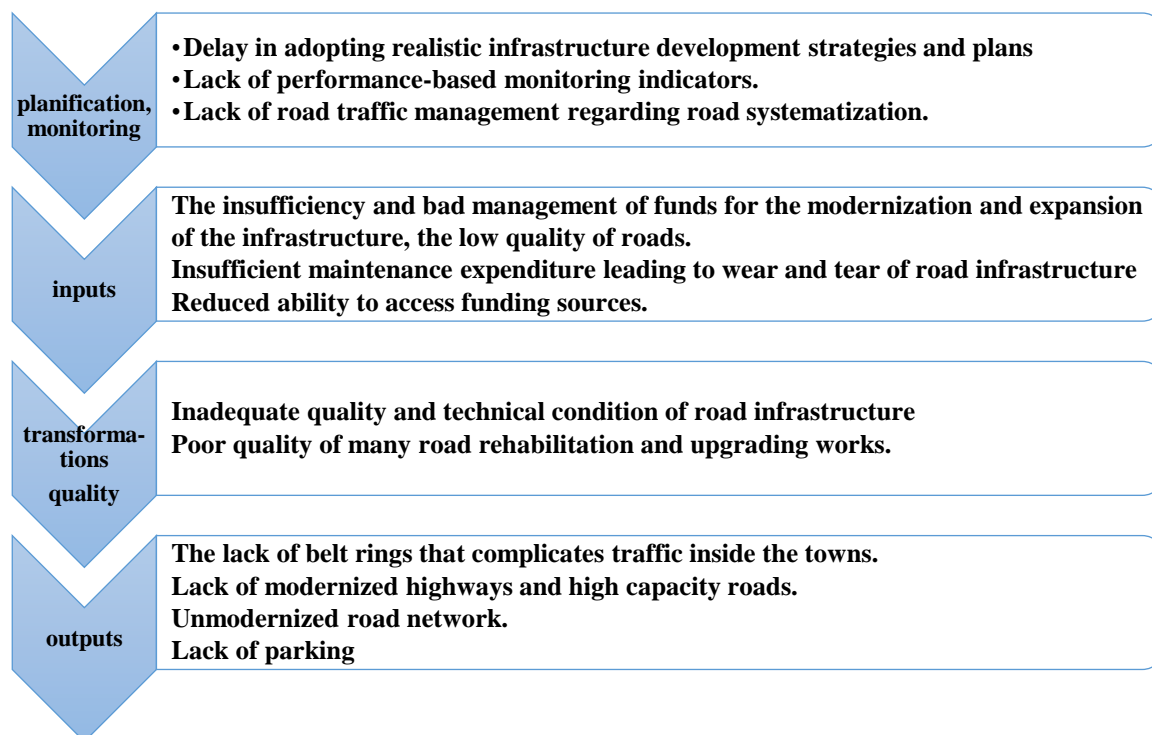 planification,
monitoring
•Delay in adopting realistic infrastructure development strategies and plans
•Lack of performance-based monitoring indicators.
•Lack of road traffic management regarding road systematization.
inputs
The insufficiency and bad management of funds for the modernization and expansion
of the infrastructure, the low quality of roads.
Insufficient maintenance expenditure leading to wear and tear of road infrastructure
Reduced ability to access funding sources.
transforma-
tions
quality
Inadequate quality and technical condition of road infrastructure
Poor quality of many road rehabilitation and upgrading works.
outputs
The lack of belt rings that complicates traffic inside the towns.
Lack of modernized highways and high capacity roads.
Unmodernized road network.
Lack of parking